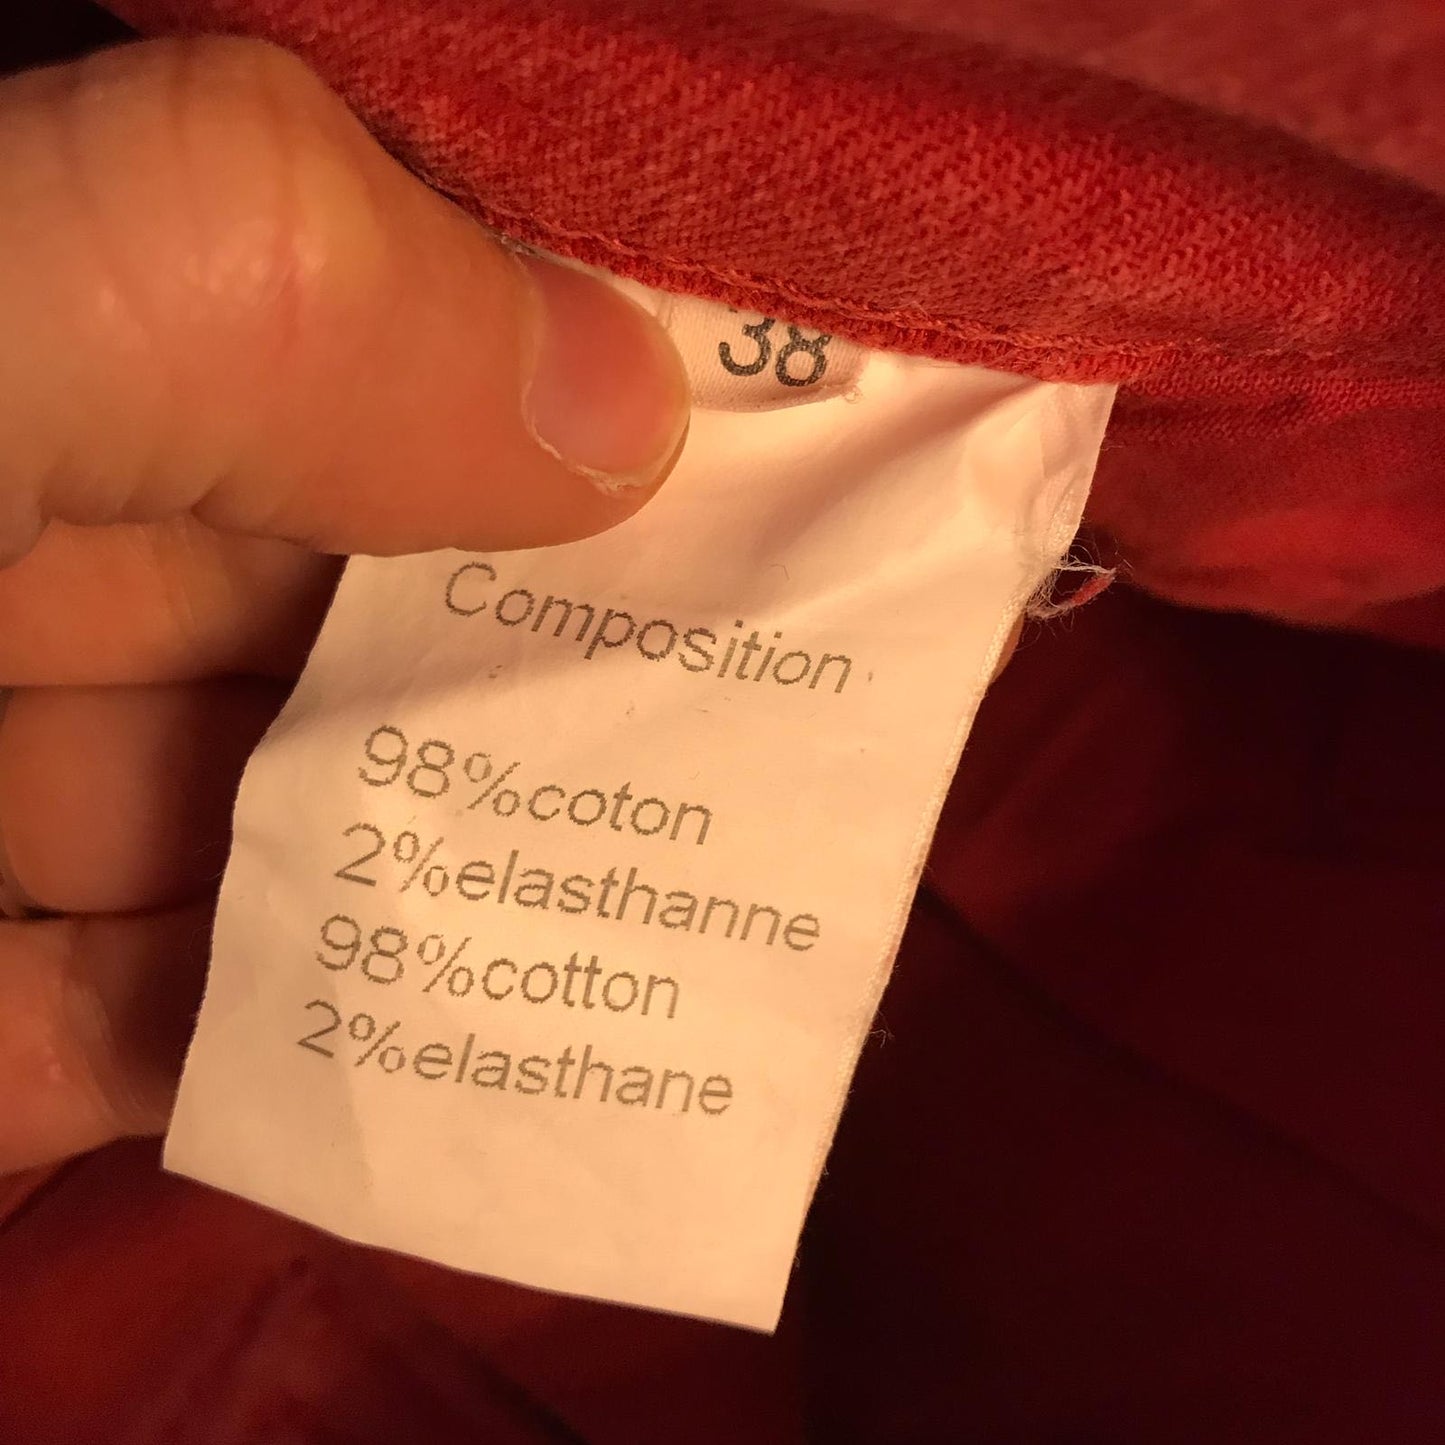 38
Composition
98%coton
2%elasthanne
98%cotton
2%elasthane